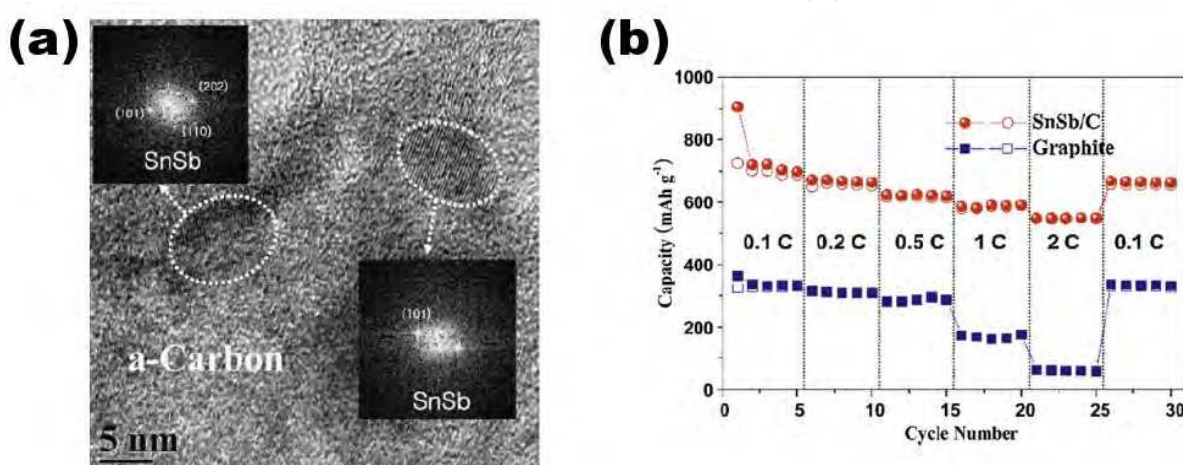 (a)
(202)
(101)
(110)
SnSb
a-Carbon
(101)
SnSb
5 nm
(b)
1000
800
600
400
200
0
Capacity (mAh g⁻¹)
SnSb/C
Graphite
0.1 C 0.2 C 0.5 C 1 C 2 C 0.1 C
0 5 10 15 20 25 30
Cycle Number